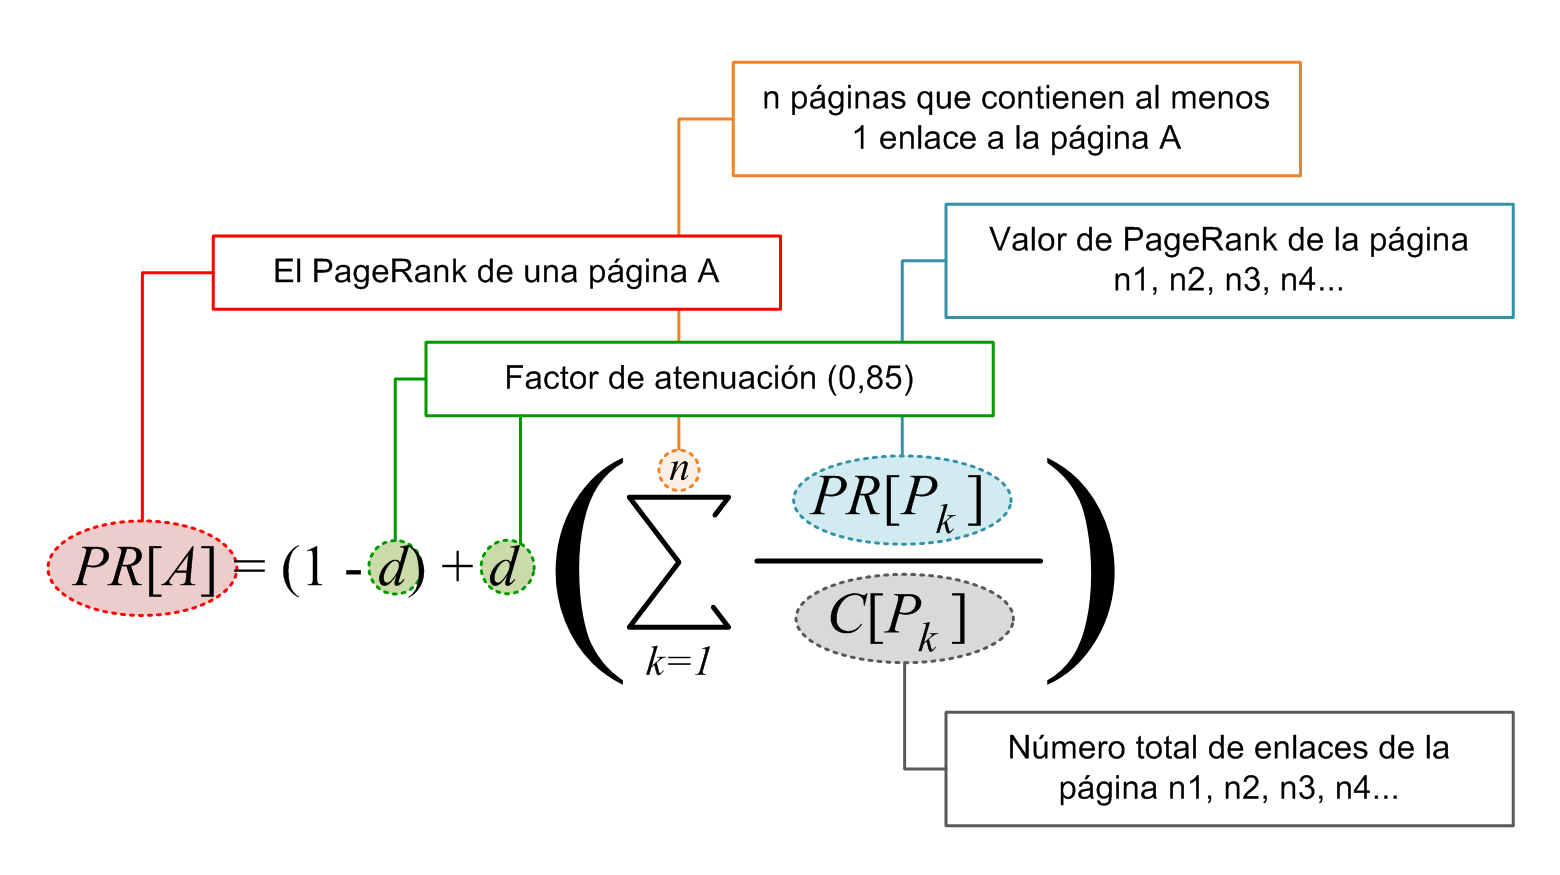 n páginas que contienen al menos
1 enlace a la página A
Valor de PageRank de la página
n1, n2, n3, n4...
El PageRank de una página A
Factor de atenuación (0,85)
PR[A] = (1 - d) + d ( n ∑ k=1 PR[Pk] / C[Pk] )
Número total de enlaces de la
página n1, n2, n3, n4...